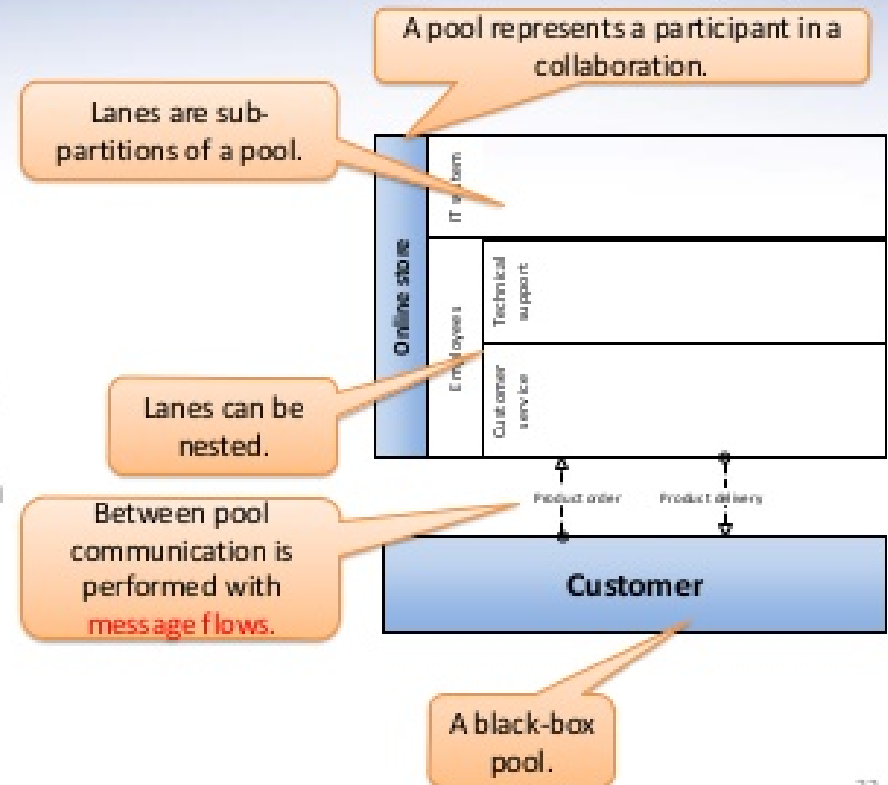 A pool represents a participant in a
collaboration.
Lanes are sub-
partitions of a pool.
IT system
Online store
Technical
support
Employees
Lanes can be
nested.
Customer
service
Product order
Product delivery
Between pool
communication is
performed with
message flows.
Customer
A black-box
pool.